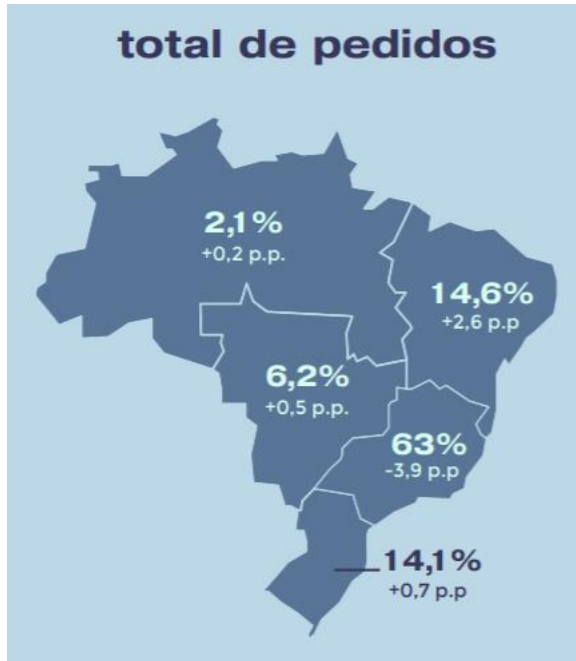 total de pedidos
2,1%
+0,2 p.p.
14,6%
+2,6 p.p
6,2%
+0,5 p.p.
63%
-3,9 p.p
14,1%
+0,7 p.p